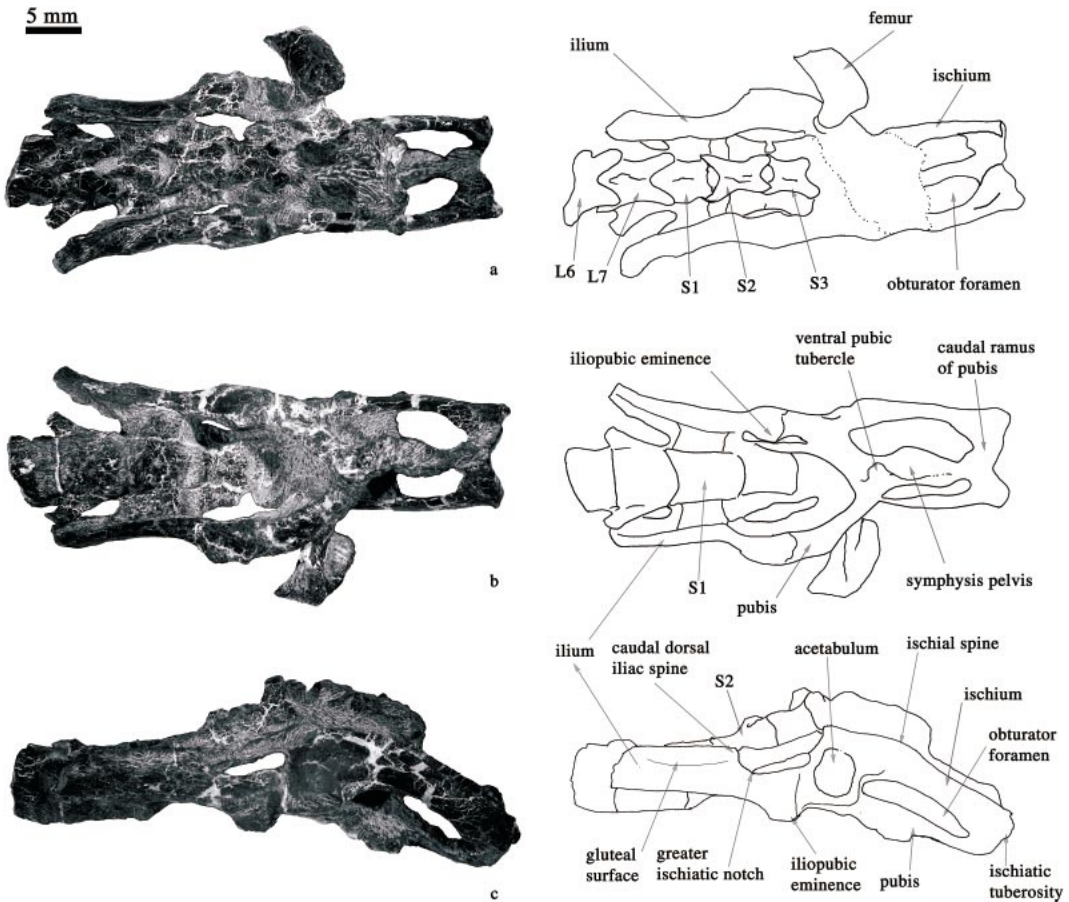 5 mm
femur
ilium
ischium
a
L6
L7
S1
S2
S3
obturator foramen
ventral pubic
tubercle
iliopubic eminence
caudal ramus
of pubis
b
S1
pubis
symphysis pelvis
ilium
caudal dorsal
iliac spine
S2
acetabulum
ischial spine
ischium
obturator
foramen
gluteal
surface
greater
ischiatic notch
iliopubic
eminence
pubis
ischiatic
tuberosity
c